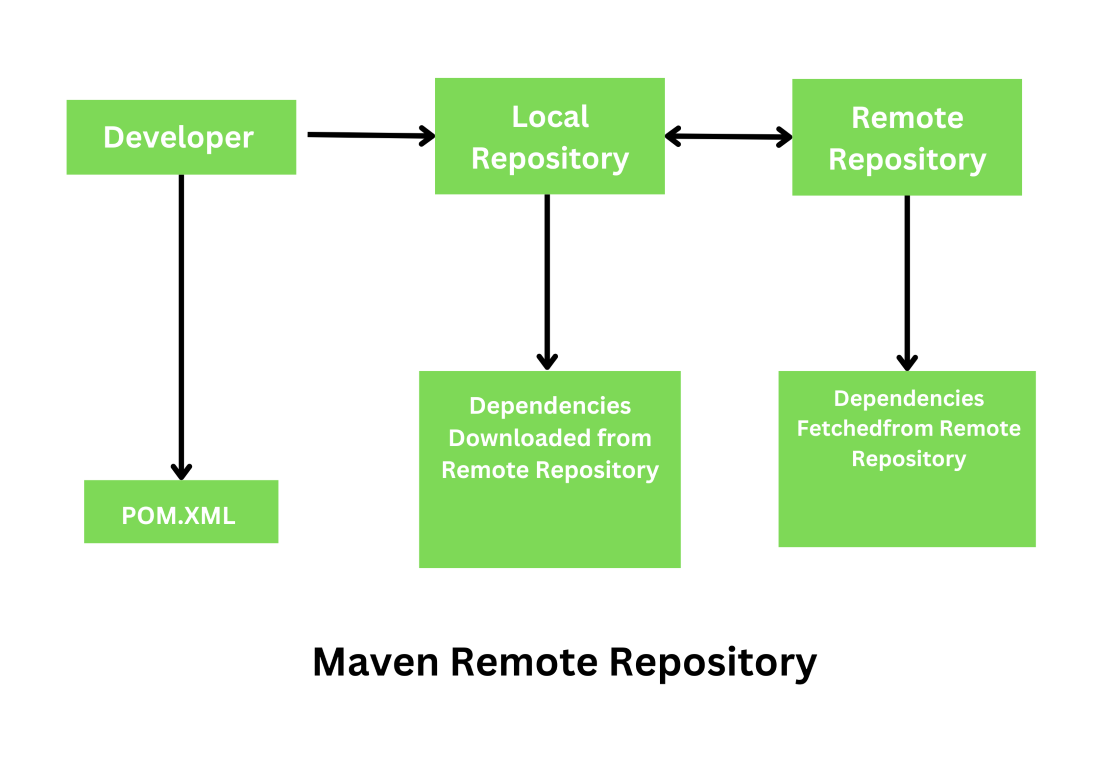 Developer
Local
Repository
Remote
Repository
POM.XML
Dependencies
Downloaded from
Remote Repository
Dependencies
Fetchedfrom Remote
Repository
Maven Remote Repository